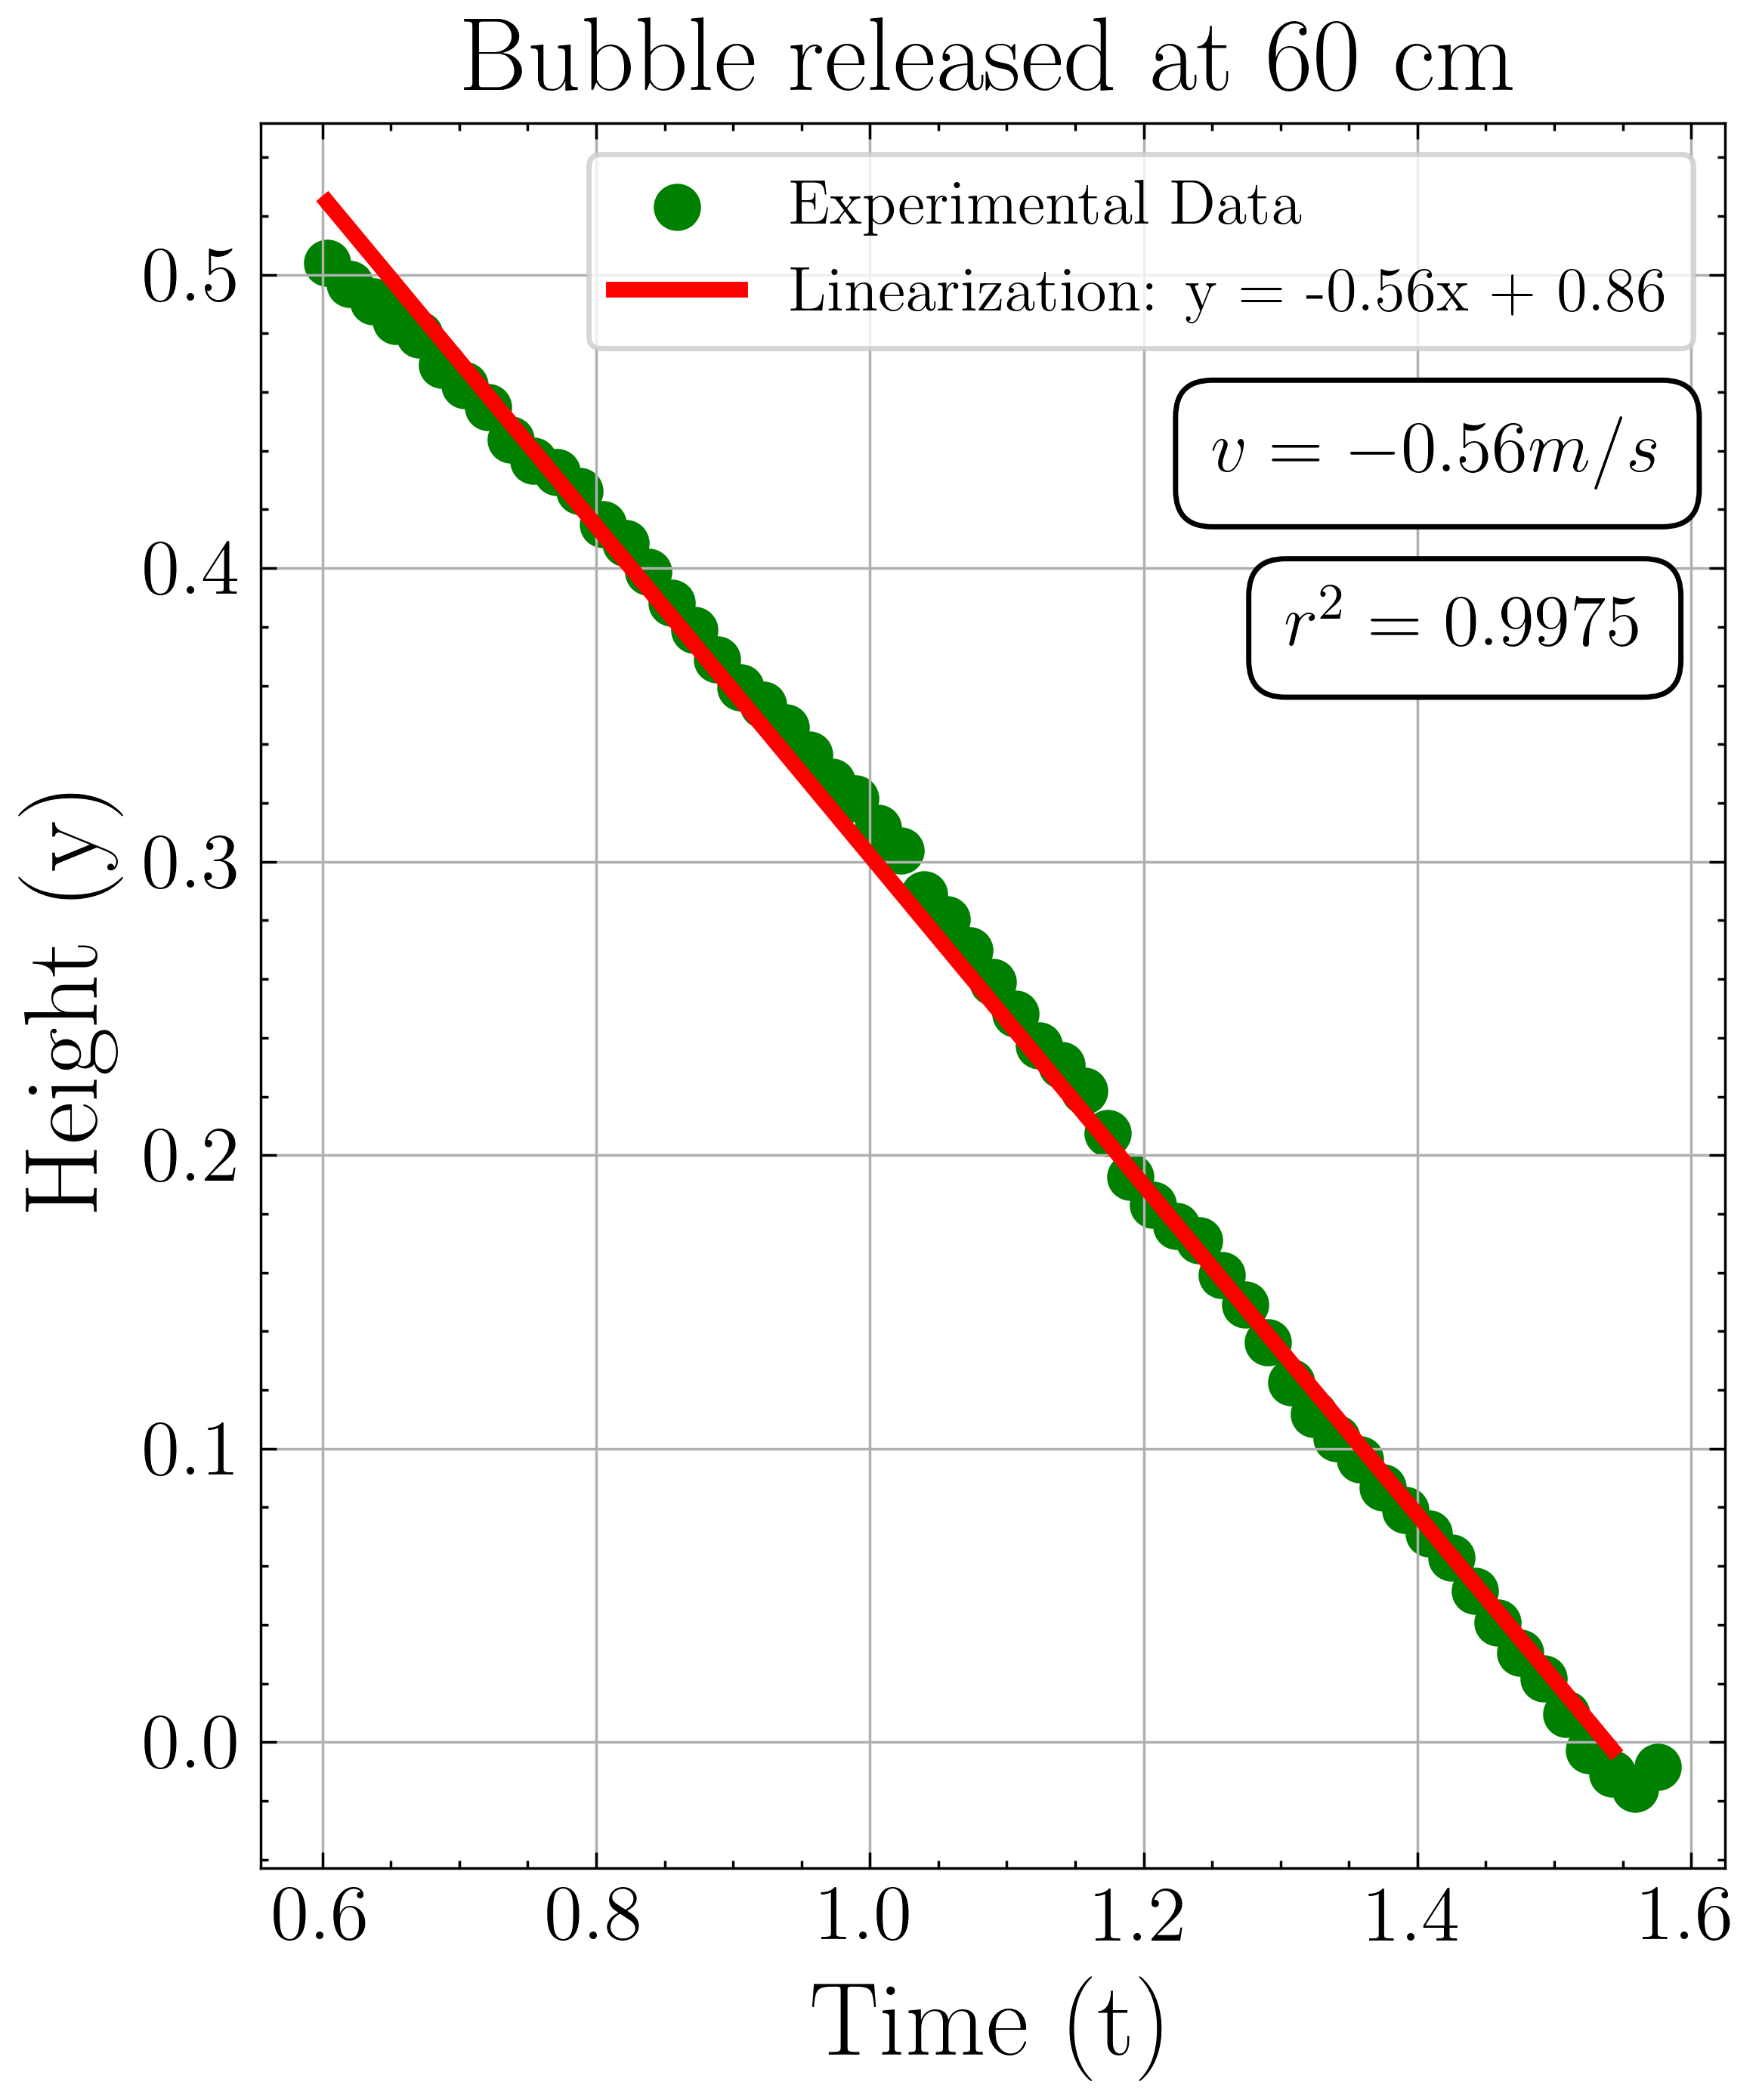 Bubble released at 60 cm
Experimental Data
Linearization: y = -0.56x + 0.86
v = −0.56m/s
r² = 0.9975
Height (y)
0.5
0.4
0.3
0.2
0.1
0.0
0.6 0.8 1.0 1.2 1.4 1.6
Time (t)